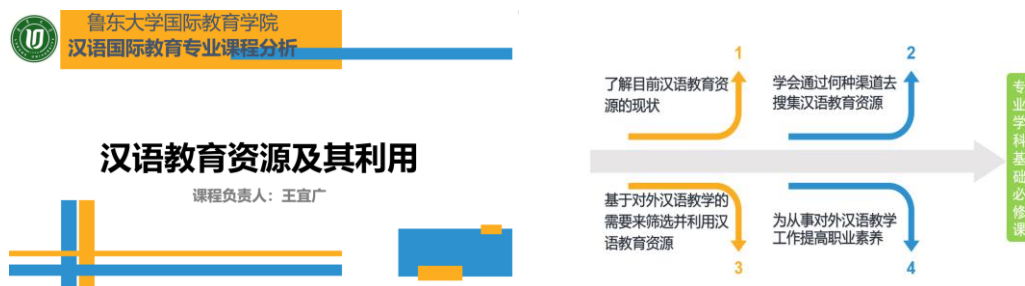 鲁东大学国际教育学院
汉语国际教育专业课程分析
汉语教育资源及其利用
课程负责人：王宜广
1
了解目前汉语教育资
源的现状
2
学会通过何种渠道去
搜集汉语教育资源
基于对外汉语教学的
需要来筛选并利用汉
语教育资源
3
为从事对外汉语教学
工作提高职业素养
4
专业学科基础必修课